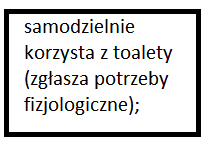 samodzielnie
korzysta z toalety
(zgłasza potrzeby
fizjologiczne);